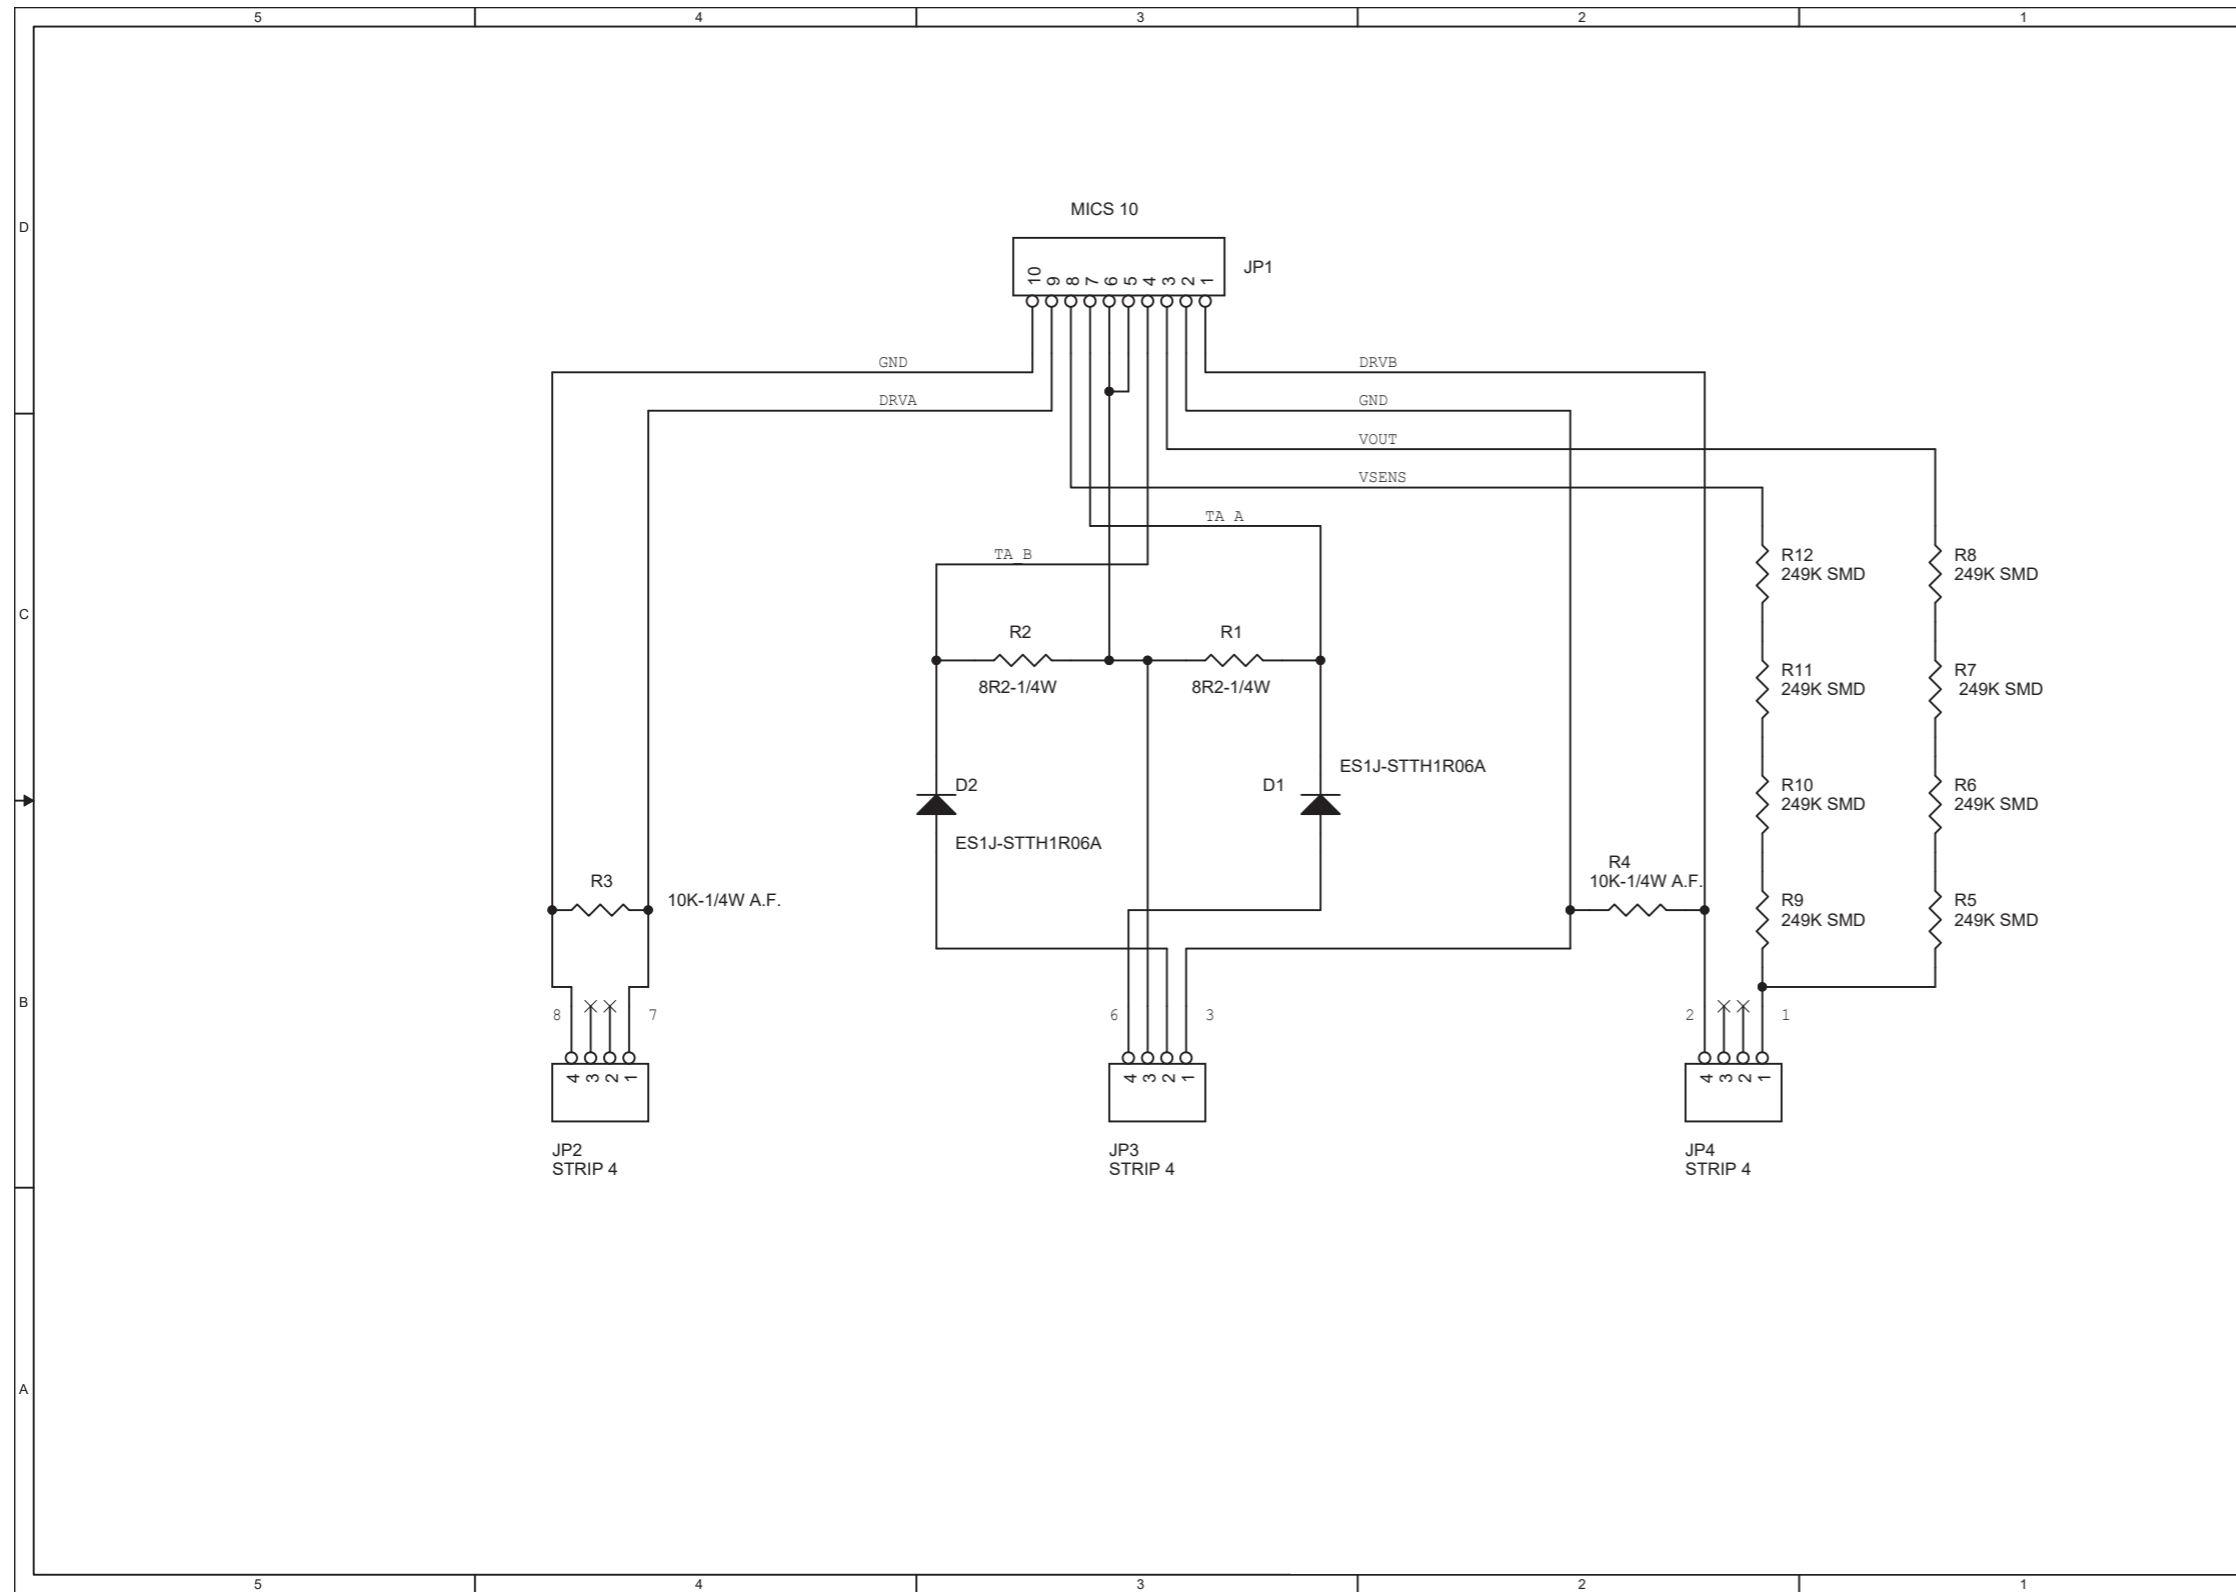 5 4 3 2 1
D
MICS 10
JP1
10 9 8 7 6 5 4 3 2 1
GND
DRVB
DRVA
GND
VOUT
VSENS
TA A
TA_B
C
R12
249K SMD
R8
249K SMD
R2
8R2-1/4W
R1
8R2-1/4W
R11
249K SMD
R7
249K SMD
ES1J-STTH1R06A
D2
D1
ES1J-STTH1R06A
R10
249K SMD
R6
249K SMD
R3
10K-1/4W A.F.
R4
10K-1/4W A.F.
R9
249K SMD
R5
249K SMD
B
8 7
6 3
2 1
4 3 2 1
4 3 2 1
4 3 2 1
JP2
STRIP 4
JP3
STRIP 4
JP4
STRIP 4
A
5 4 3 2 1